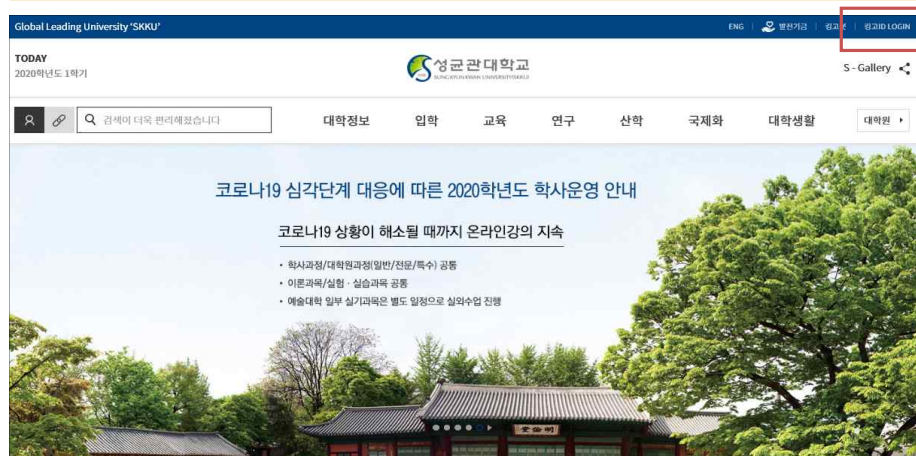 Global Leading University 'SKKU'
ENG 발전기금 킹고 킹고ID LOGIN
TODAY
2020학년도 1학기
성균관대학교
SUNGKYUNKWAN UNIVERSITY(SKKU)
S - Gallery
검색이 더욱 편리해졌습니다
대학정보 입학 교육 연구 산학 국제화 대학생활 대학원
코로나19 심각단계 대응에 따른 2020학년도 학사운영 안내
코로나19 상황이 해소될 때까지 온라인강의 지속
• 학사과정/대학원과정(일반/전문/특수) 공통
• 이론과목/실험 · 실습과목 공통
• 예술대학 일부 실기과목은 별도 일정으로 실외수업 진행
堂倫明